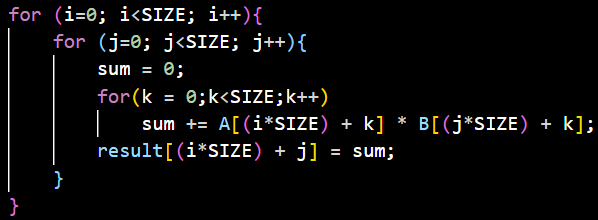 for (i=0; i<SIZE; i++){
    for (j=0; j<SIZE; j++){
        sum = 0;
        for(k = 0;k<SIZE;k++)
            sum += A[(i*SIZE) + k] * B[(j*SIZE) + k];
        result[(i*SIZE) + j] = sum;
    }
}